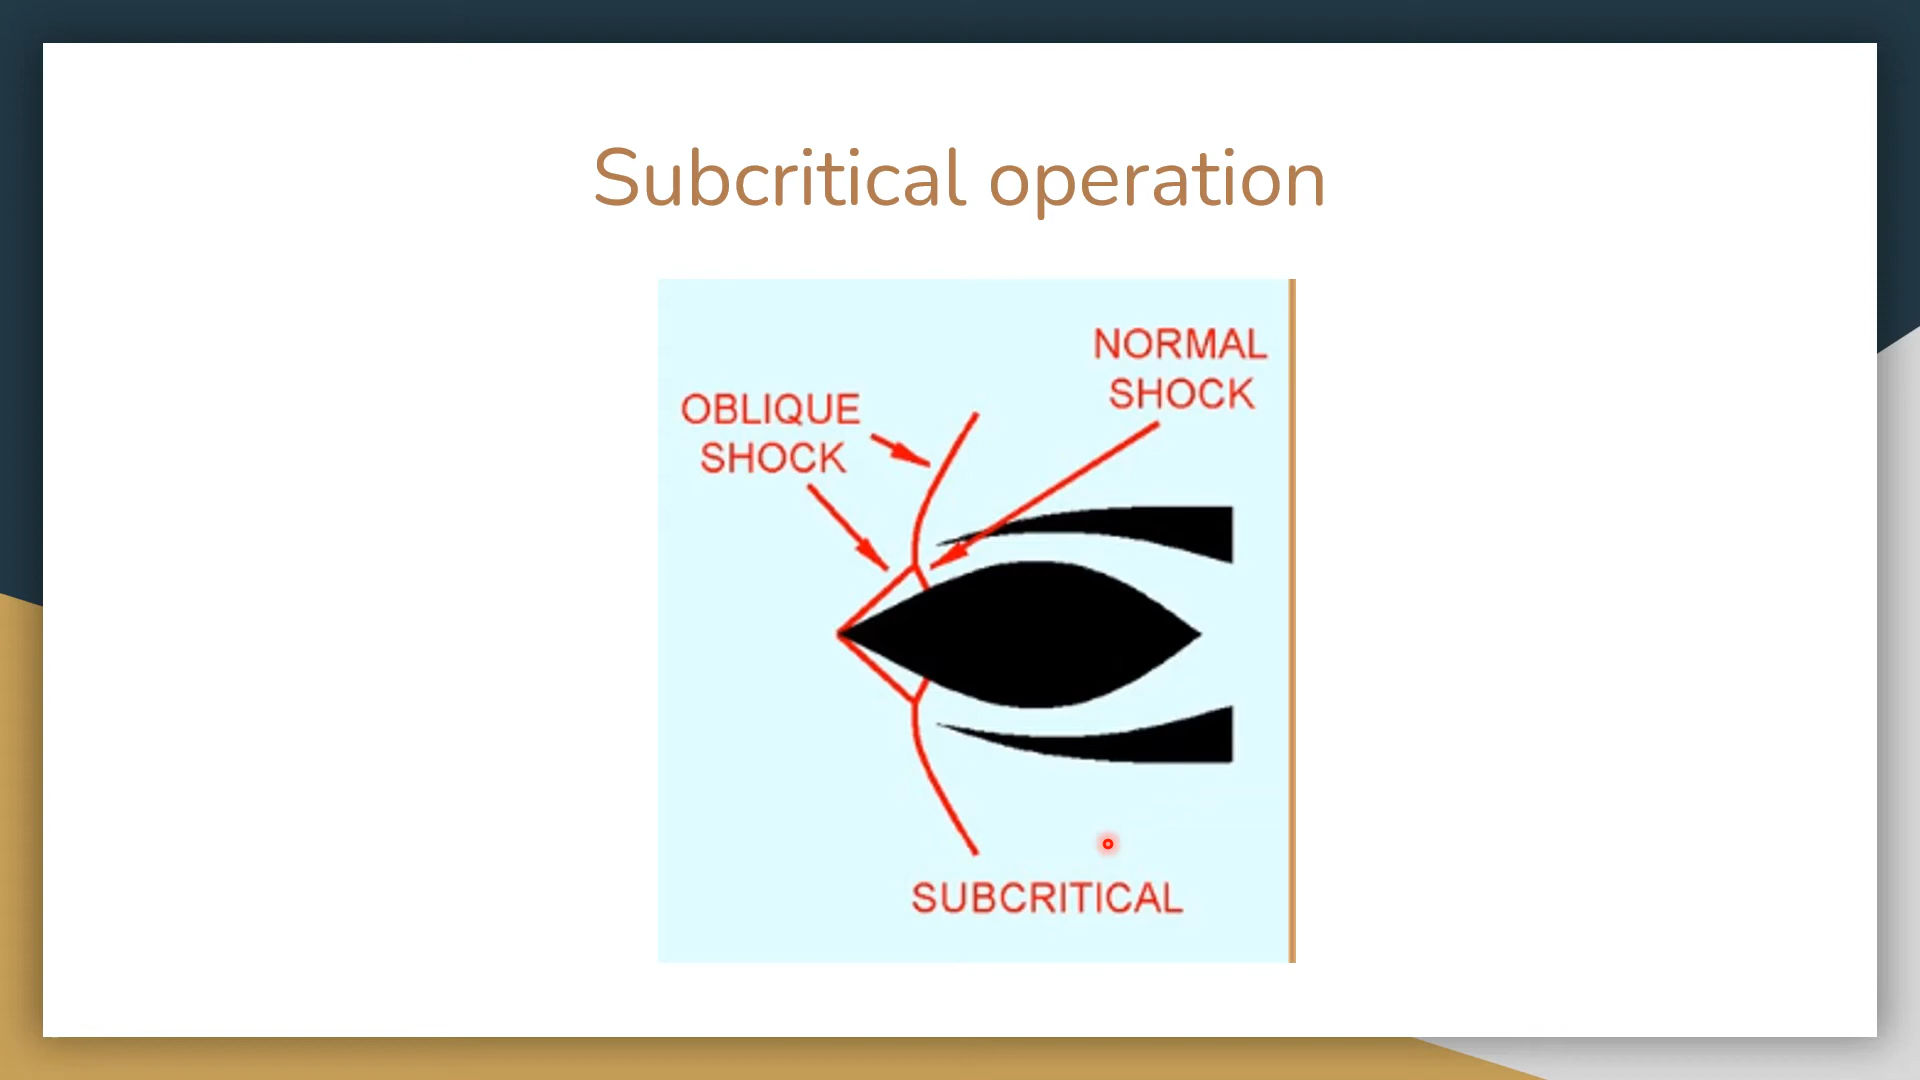 Subcritical operation
NORMAL
SHOCK
OBLIQUE
SHOCK
SUBCRITICAL